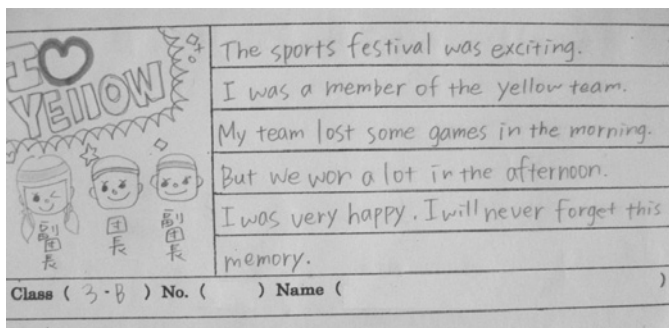 I ♡
YEllOW
The sports festival was exciting.
I was a member of the yellow team.
My team lost some games in the morning.
But we won a lot in the afternoon.
I was very happy. I will never forget this
memory.
副団長
団長
副団長
Class ( 3-B ) No. ( ) Name ( )